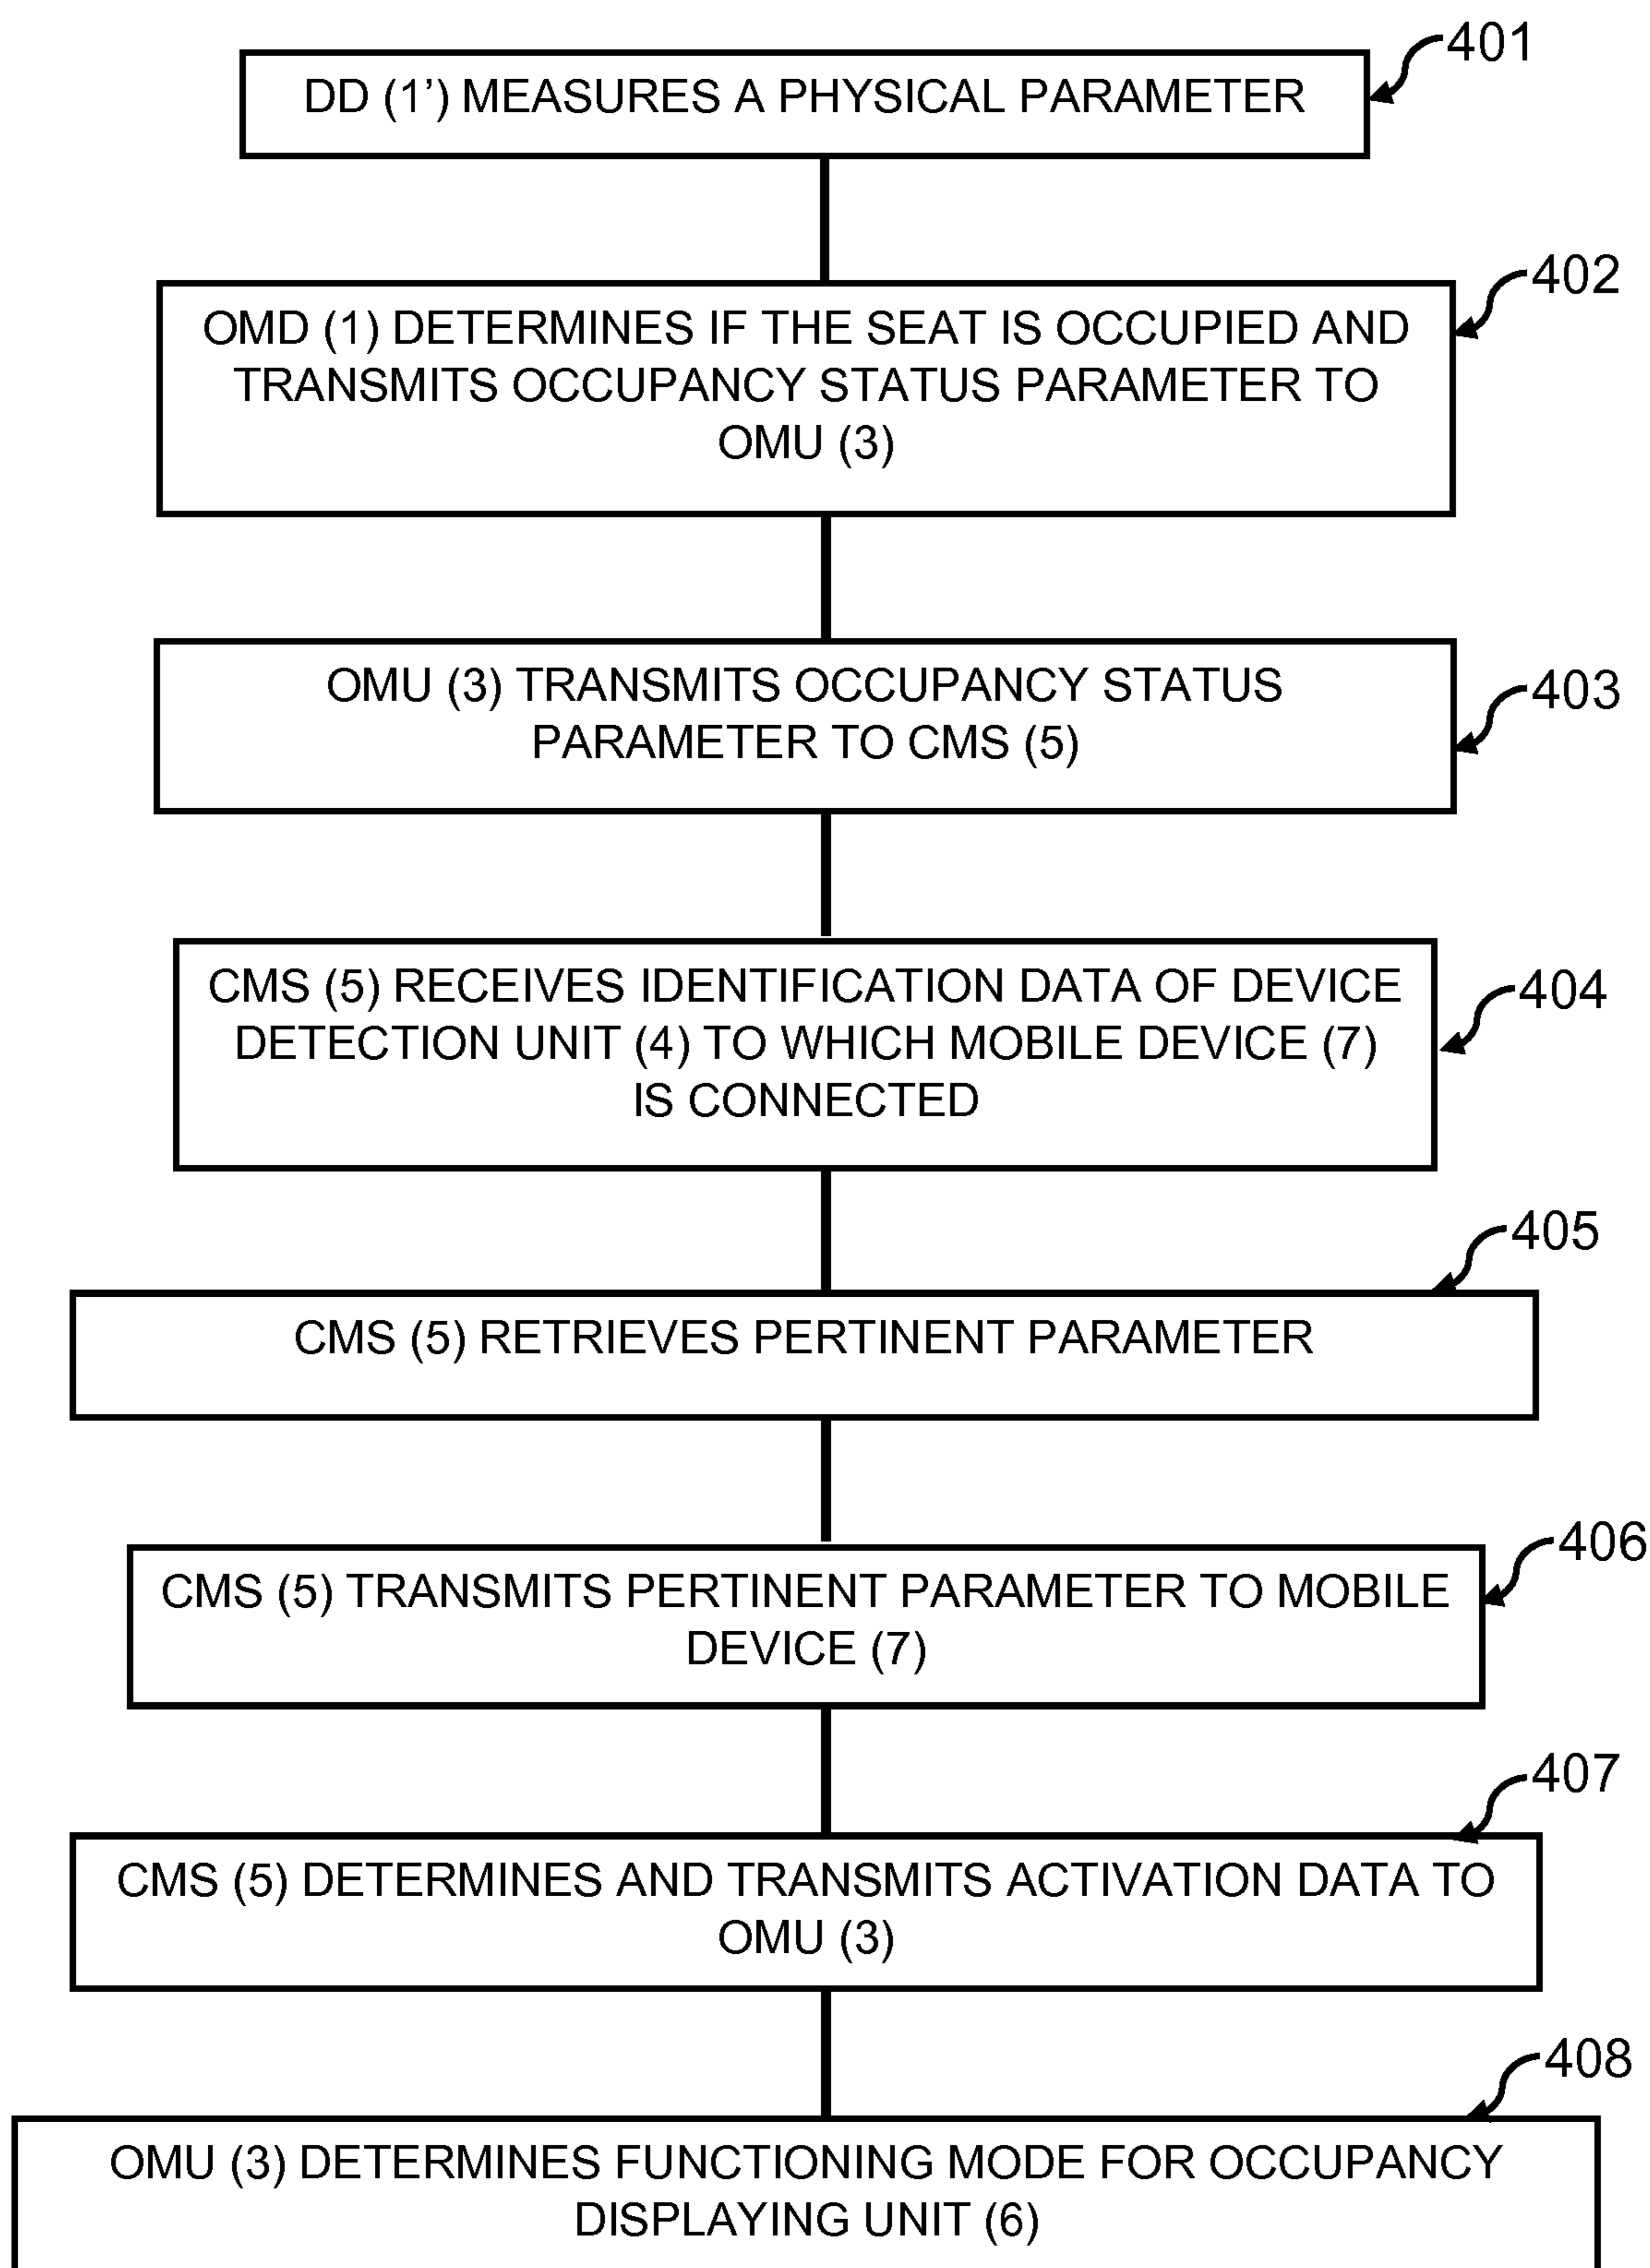 401
DD (1’) MEASURES A PHYSICAL PARAMETER
402
OMD (1) DETERMINES IF THE SEAT IS OCCUPIED AND
TRANSMITS OCCUPANCY STATUS PARAMETER TO
OMU (3)
403
OMU (3) TRANSMITS OCCUPANCY STATUS
PARAMETER TO CMS (5)
404
CMS (5) RECEIVES IDENTIFICATION DATA OF DEVICE
DETECTION UNIT (4) TO WHICH MOBILE DEVICE (7)
IS CONNECTED
405
CMS (5) RETRIEVES PERTINENT PARAMETER
406
CMS (5) TRANSMITS PERTINENT PARAMETER TO MOBILE
DEVICE (7)
407
CMS (5) DETERMINES AND TRANSMITS ACTIVATION DATA TO
OMU (3)
408
OMU (3) DETERMINES FUNCTIONING MODE FOR OCCUPANCY
DISPLAYING UNIT (6)